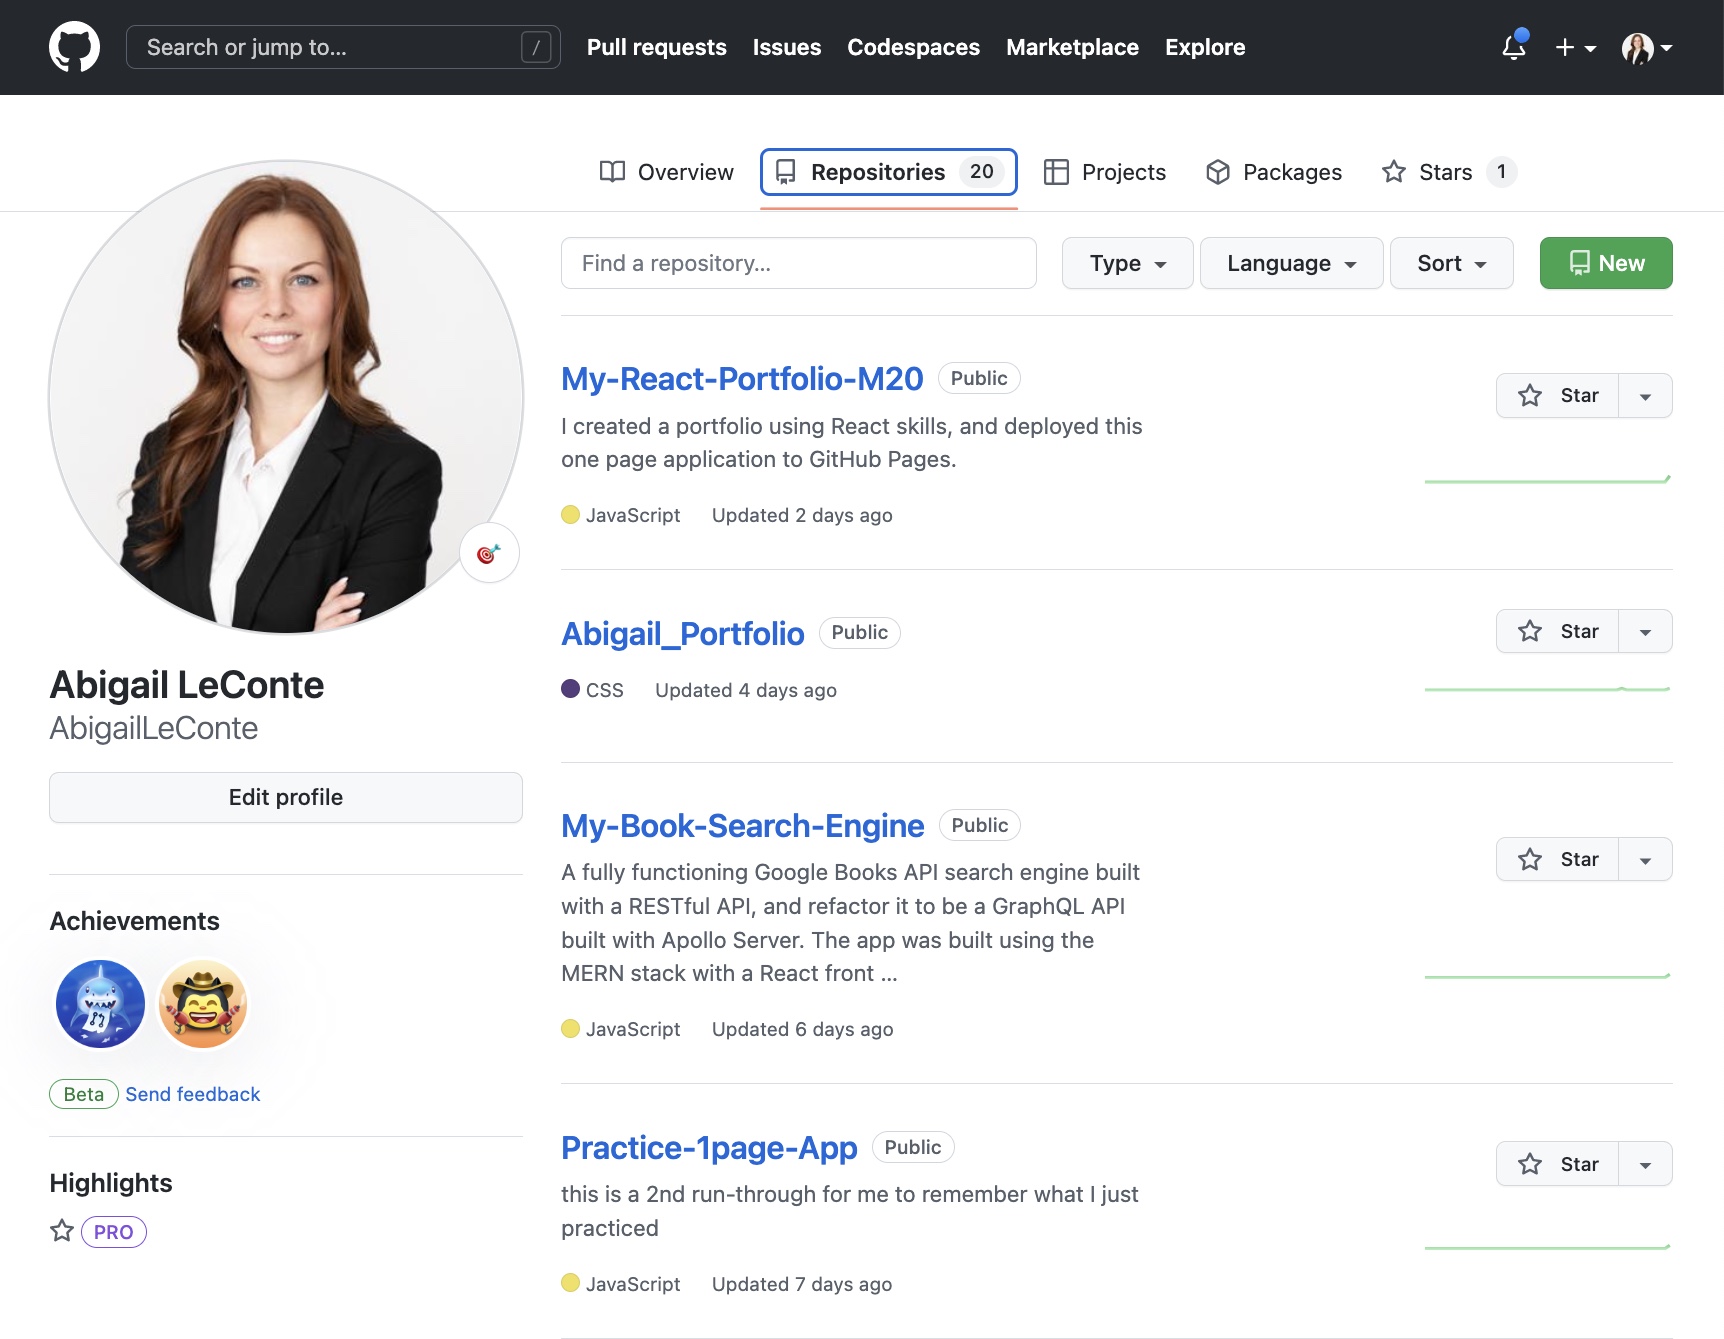 Search or jump to... /
Pull requests Issues Codespaces Marketplace Explore
Overview Repositories 20 Projects Packages Stars 1
Find a repository... Type Language Sort New
Abigail LeConte
AbigailLeConte
Edit profile
Achievements
Beta Send feedback
Highlights
PRO
My-React-Portfolio-M20 Public
Star
I created a portfolio using React skills, and deployed this
one page application to GitHub Pages.
JavaScript Updated 2 days ago
Abigail_Portfolio Public
Star
CSS Updated 4 days ago
My-Book-Search-Engine Public
Star
A fully functioning Google Books API search engine built
with a RESTful API, and refactor it to be a GraphQL API
built with Apollo Server. The app was built using the
MERN stack with a React front ...
JavaScript Updated 6 days ago
Practice-1page-App Public
Star
this is a 2nd run-through for me to remember what I just
practiced
JavaScript Updated 7 days ago